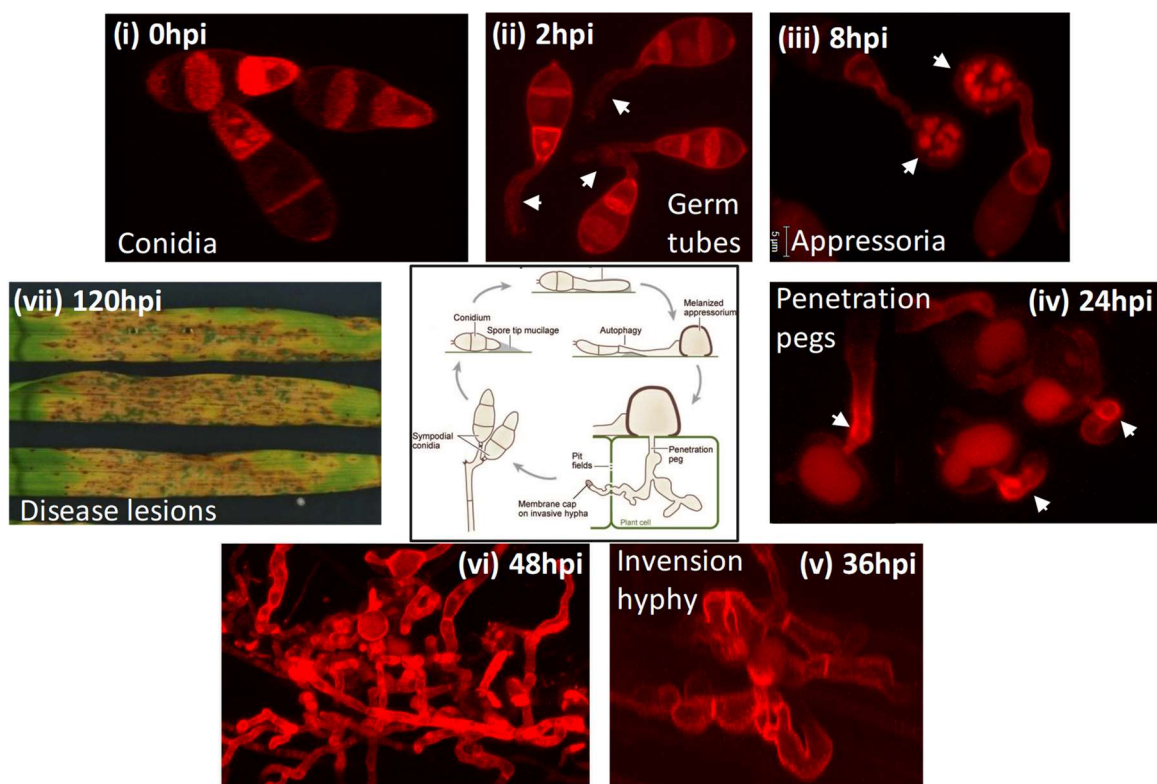 (i) 0hpi
Conidia
(ii) 2hpi
Germ
tubes
(iii) 8hpi
5 µm
Appressoria
(vii) 120hpi
Disease lesions
Conidium
Spore tip mucilage
Autophagy
Melanized
appressorium
Sympodial
conidia
Pit
fields
Penetration
peg
Membrane cap
on invasive hypha
Plant cell
Penetration
pegs
(iv) 24hpi
(vi) 48hpi
Invension
hyphy
(v) 36hpi